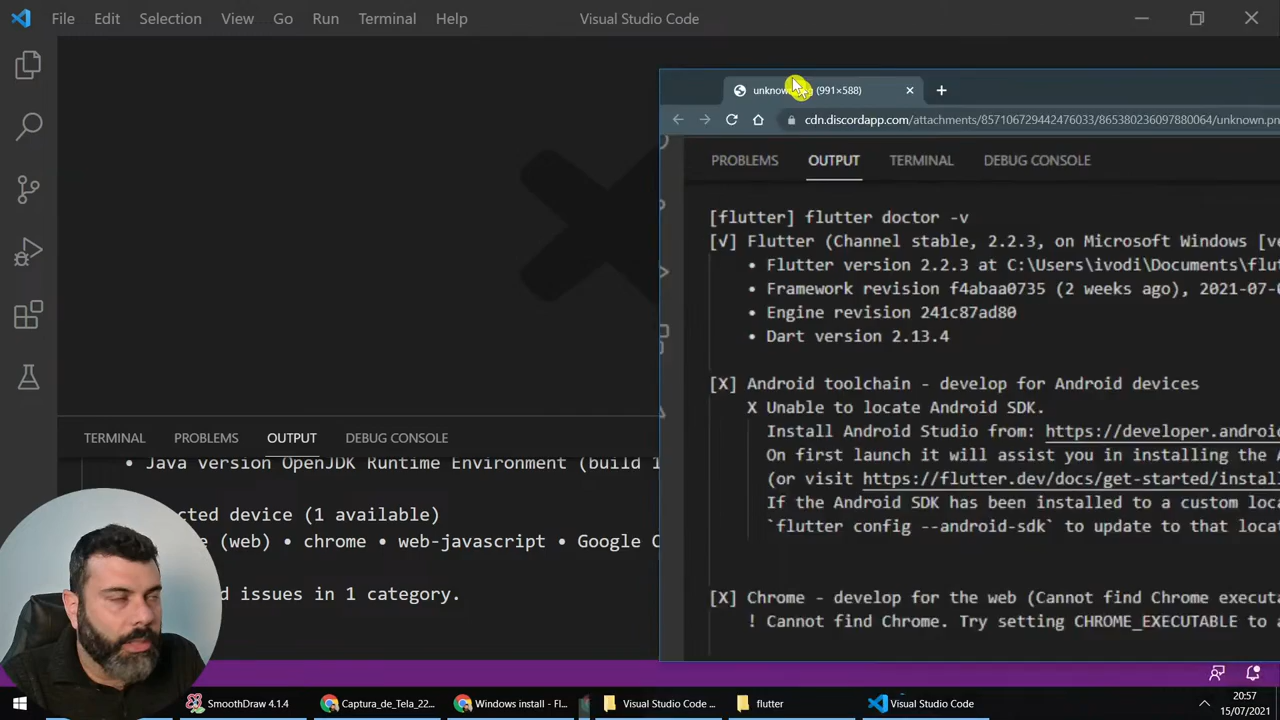 File Edit Selection View Go Run Terminal Help Visual Studio Code
(991×588)
cdn.discordapp.com/attachments/857106729442476033/865380236097880064/unknown.pn
PROBLEMS OUTPUT TERMINAL DEBUG CONSOLE
[flutter] flutter doctor -v
[√] Flutter (Channel stable, 2.2.3, on Microsoft Windows [ve
• Flutter version 2.2.3 at C:\Users\ivodi\Documents\flut
• Framework revision f4abaa0735 (2 weeks ago), 2021-07-0
• Engine revision 241c87ad80
• Dart version 2.13.4
[X] Android toolchain - develop for Android devices
X Unable to locate Android SDK.
Install Android Studio from: https://developer.androi
On first launch it will assist you in installing the A
(or visit https://flutter.dev/docs/get-started/instal
If the Android SDK has been installed to a custom loca
`flutter config --android-sdk` to update to that locat
[X] Chrome - develop for the web (Cannot find Chrome executa
! Cannot find Chrome. Try setting CHROME_EXECUTABLE to a
TERMINAL PROBLEMS OUTPUT DEBUG CONSOLE
• Java version OpenJDK Runtime Environment (build 1
cted device (1 available)
(web) • chrome • web-javascript • Google C
issues in 1 category.
SmoothDraw 4.1.4 Captura_de_Tela_22... Windows install - Fl... Visual Studio Code ... flutter Visual Studio Code
20:57
15/07/2021